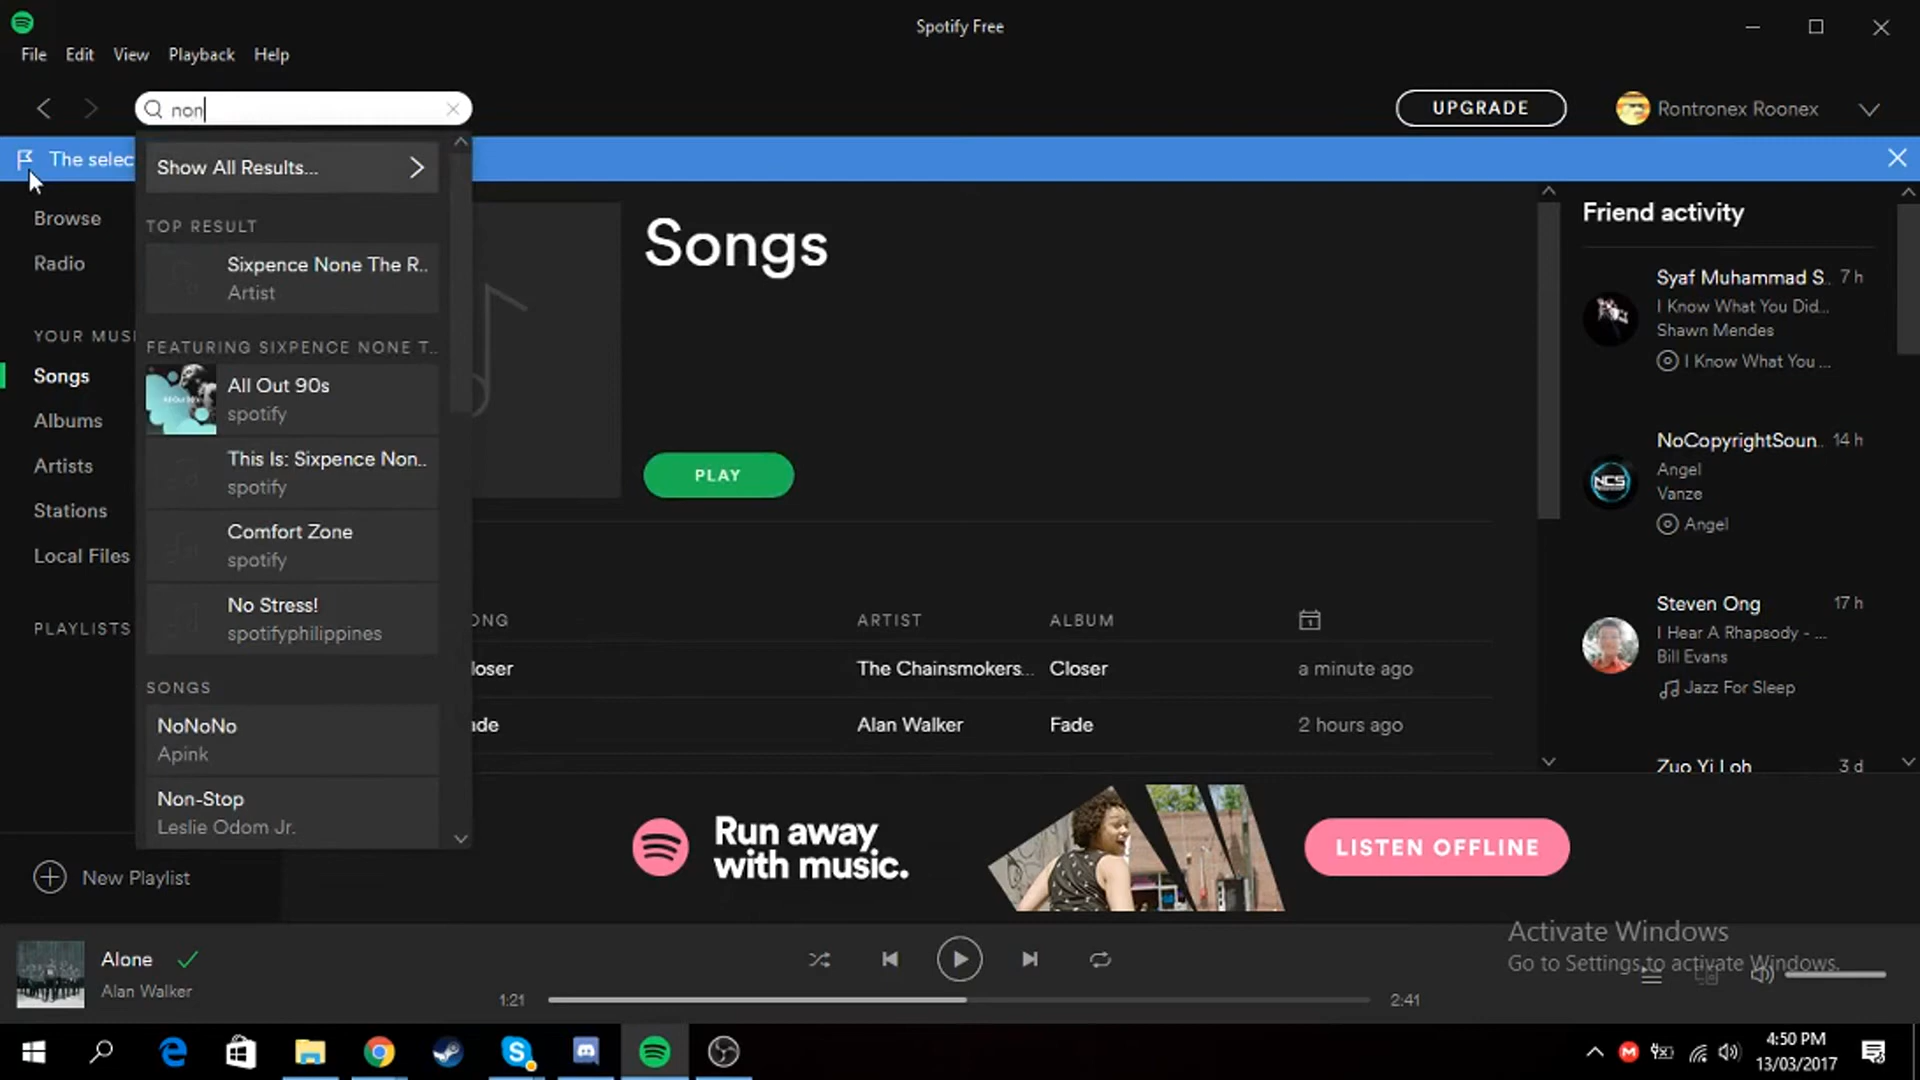 Spotify Free
File Edit View Playback Help
non
UPGRADE
Rontronex Roonex
The selec
Show All Results...
Browse
Radio
YOUR MUS
Songs
Albums
Artists
Stations
Local Files
PLAYLISTS
New Playlist
TOP RESULT
Sixpence None The R..
Artist
FEATURING SIXPENCE NONE T..
All Out 90s
spotify
This Is: Sixpence Non..
spotify
Comfort Zone
spotify
No Stress!
spotifyphilippines
SONGS
NoNoNo
Apink
Non-Stop
Leslie Odom Jr.
Songs
PLAY
ONG ARTIST ALBUM
loser The Chainsmokers... Closer a minute ago
ade Alan Walker Fade 2 hours ago
Friend activity
Syaf Muhammad S.. 7 h
I Know What You Did...
Shawn Mendes
I Know What You ...
NoCopyrightSoun.. 14 h
Angel
Vanze
Angel
NCS
Steven Ong 17 h
I Hear A Rhapsody - ...
Bill Evans
Jazz For Sleep
Zuo Yi Loh 3 d
Run away
with music.
LISTEN OFFLINE
Activate Windows
Go to Settings to activate Windows.
Alone
Alan Walker
1:21
2:41
4:50 PM
13/03/2017